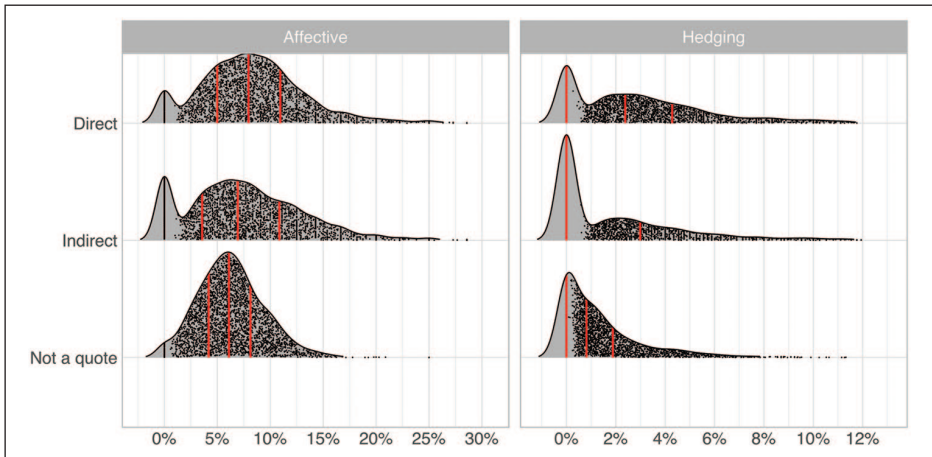 Affective Hedging
Direct
Indirect
Not a quote
0% 5% 10% 15% 20% 25% 30% 0% 2% 4% 6% 8% 10% 12%